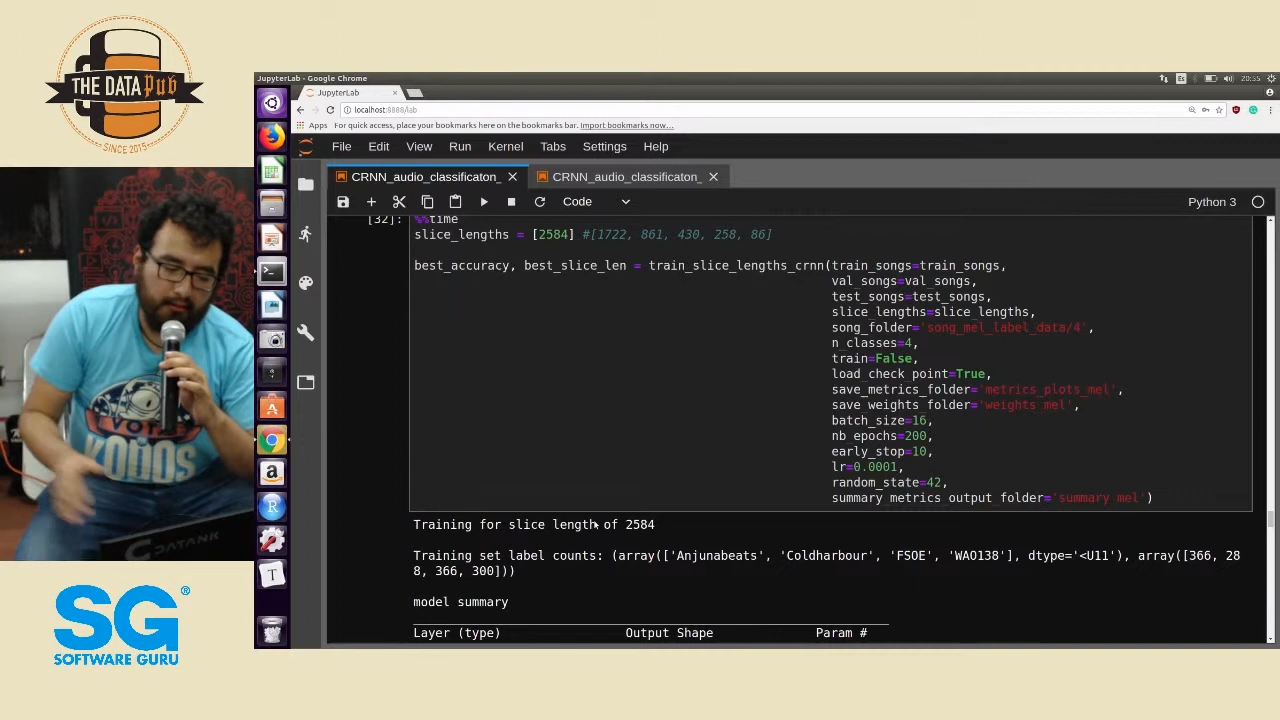 THE DATA Pub
SINCE 2015
VOTE
KODOS
DATANK
SG®
SOFTWARE GURU
JupyterLab - Google Chrome
Es
20:55
JupyterLab
localhost:8888/lab
Apps For quick access, place your bookmarks here on the bookmarks bar. Import bookmarks now...
File Edit View Run Kernel Tabs Settings Help
CRNN_audio_classificaton_ CRNN_audio_classificaton_
Code
Python 3
[32]: %%time
slice_lengths = [2584] #[1722, 861, 430, 258, 86]
best_accuracy, best_slice_len = train_slice_lengths_crnn(train_songs=train_songs,
val_songs=val_songs,
test_songs=test_songs,
slice_lengths=slice_lengths,
song_folder='song_mel_label_data/4',
n_classes=4,
train=False,
load_check_point=True,
save_metrics_folder='metrics_plots_mel',
save_weights_folder='weights_mel',
batch_size=16,
nb_epochs=200,
early_stop=10,
lr=0.0001,
random_state=42,
summary_metrics_output_folder='summary_mel')
Training for slice length of 2584
Training set label counts: (array(['Anjunabeats', 'Coldharbour', 'FSOE', 'WAO138'], dtype='<U11'), array([366, 28
8, 366, 300]))
model summary
Layer (type) Output Shape Param #